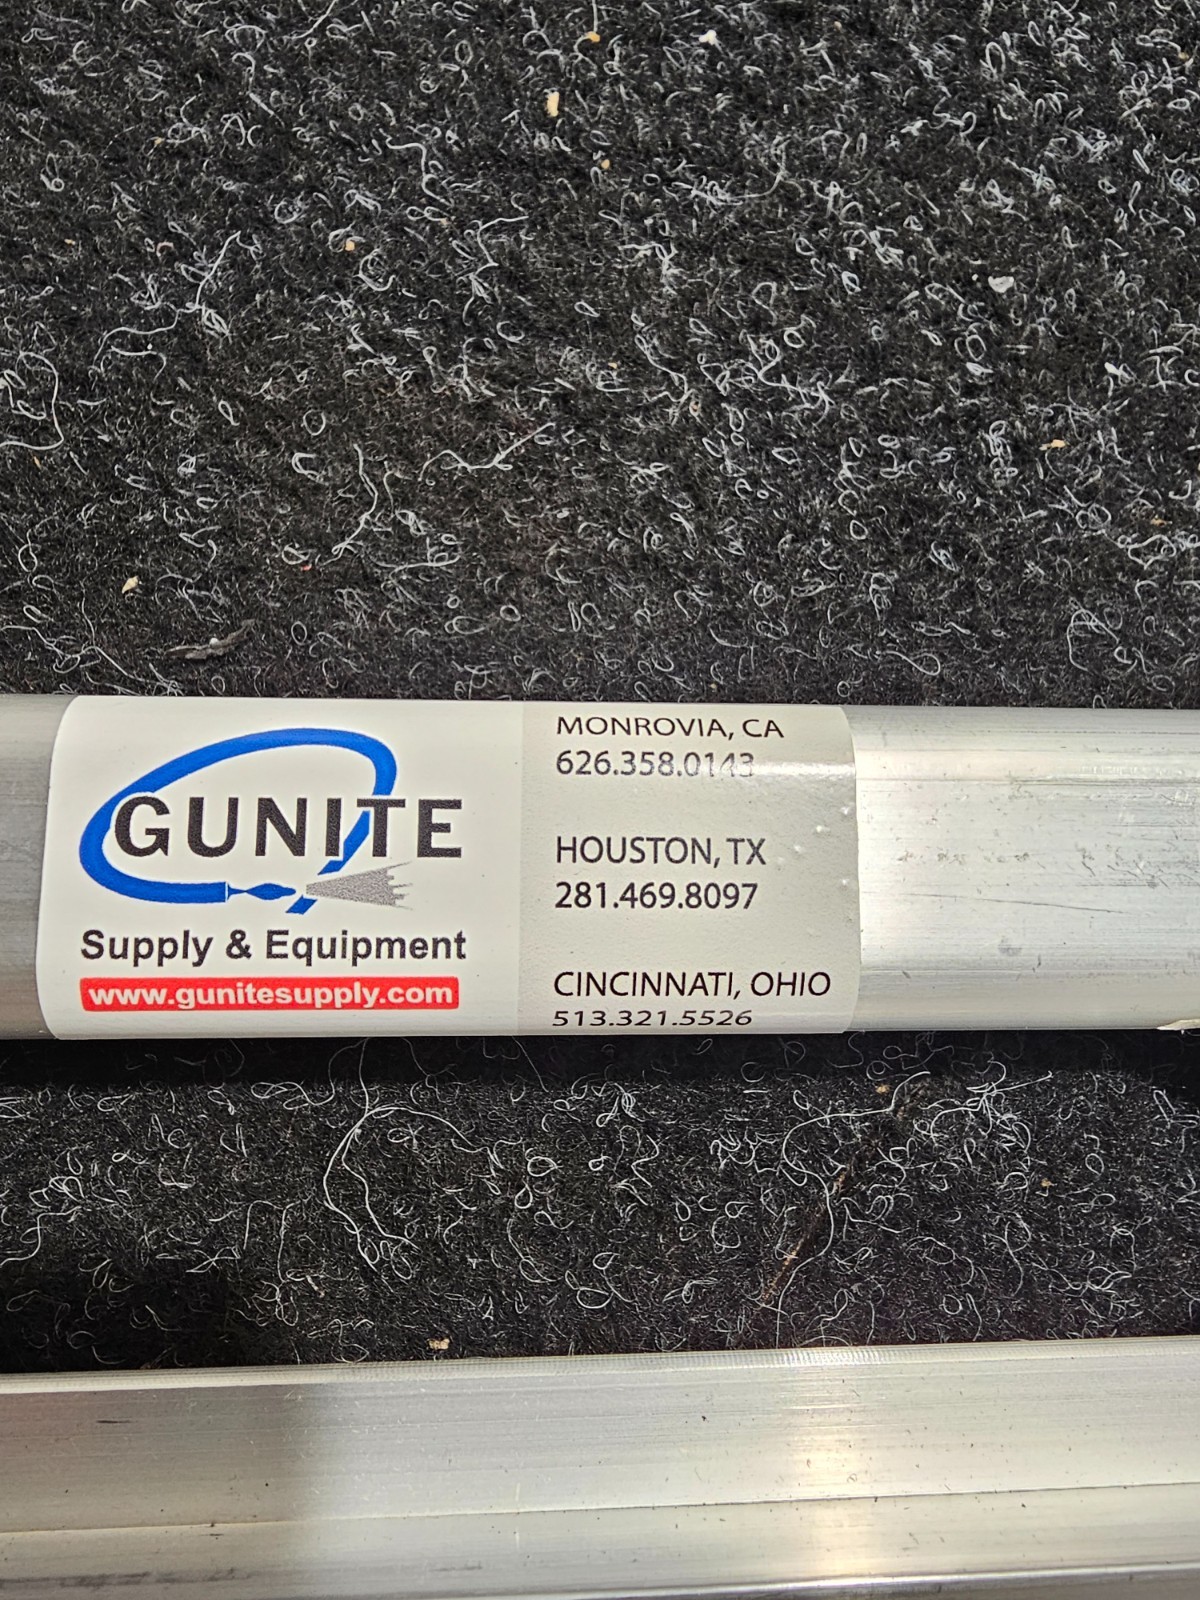 GUNITE
Supply & Equipment
www.gunitesupply.com
MONROVIA, CA
626.358.0143
HOUSTON, TX
281.469.8097
CINCINNATI, OHIO
513.321.5526